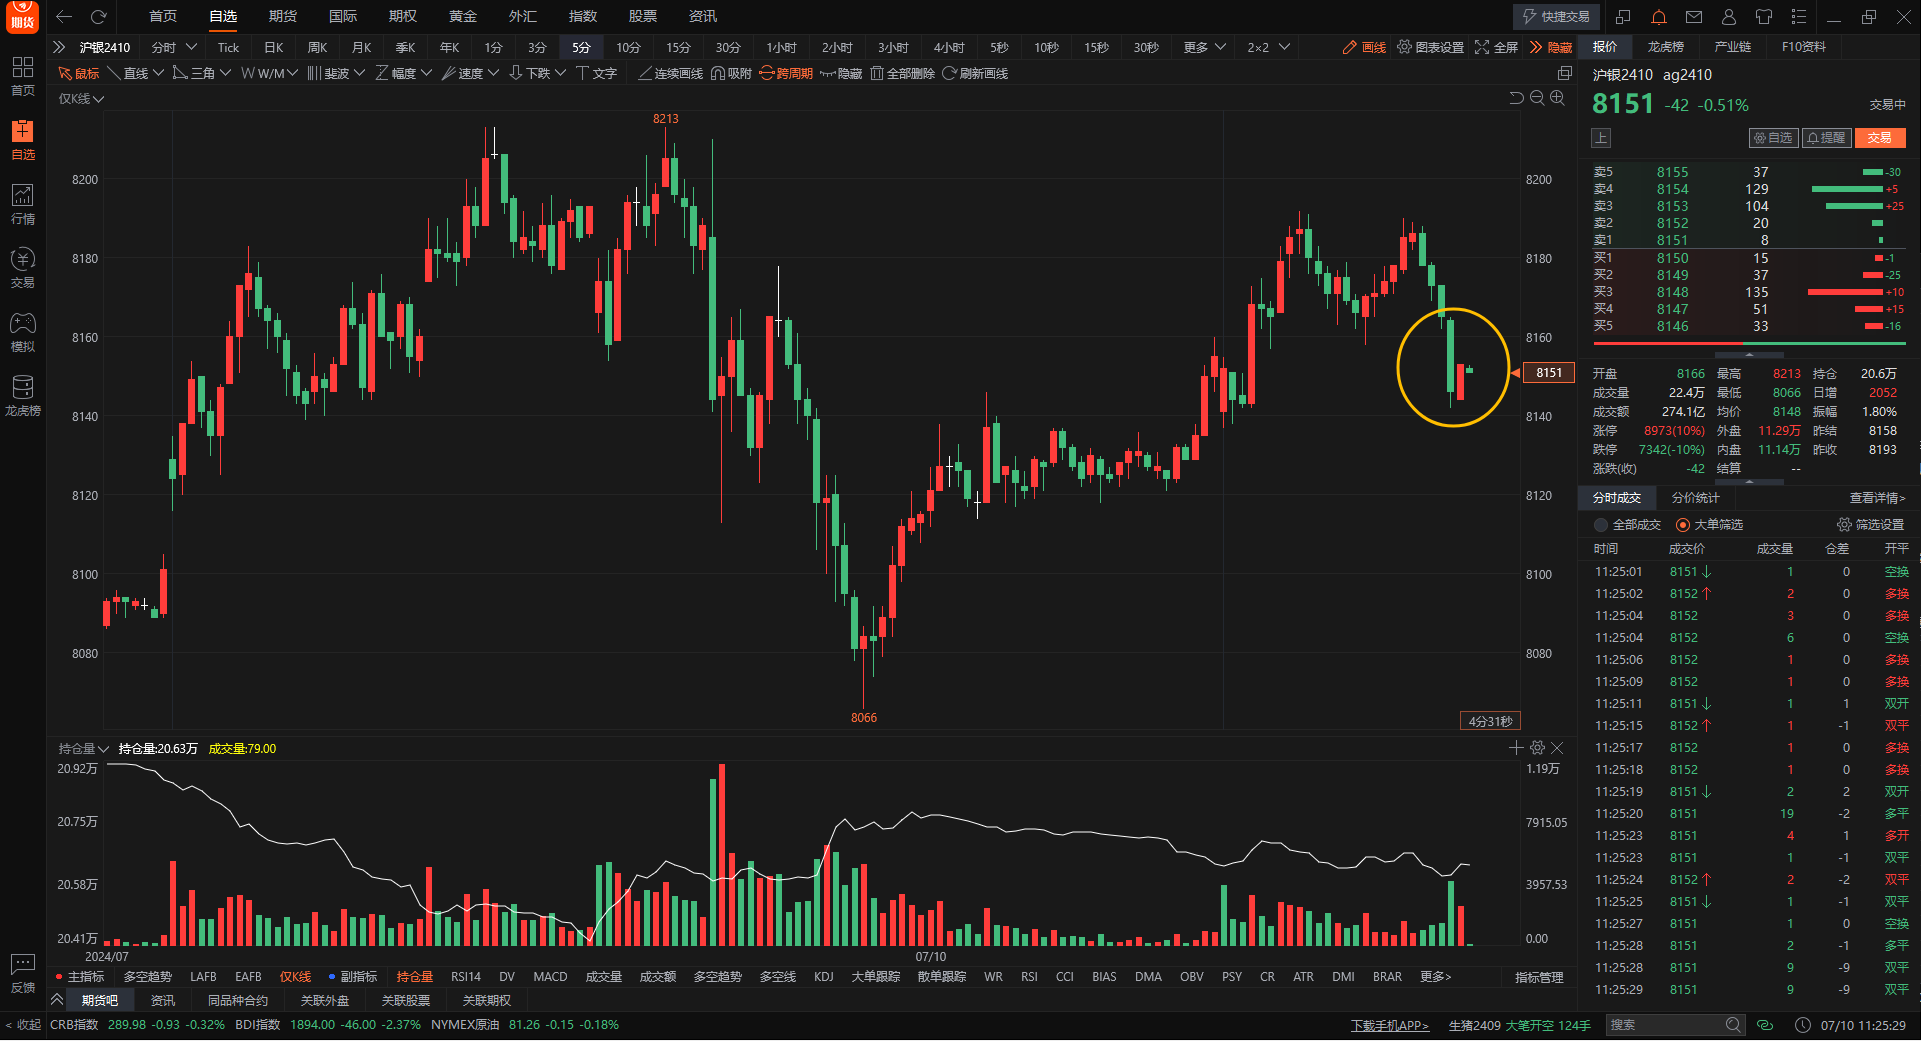 期货 首页 自选 期货 国际 期权 黄金 外汇 指数 股票 资讯 快捷交易
沪银2410 分时 Tick 日K 周K 月K 季K 年K 1分 3分 5分 10分 15分 30分 1小时 2小时 3小时 4小时 5秒 10秒 15秒 30秒 更多 2×2 画线 图表设置 全屏 隐藏 报价 龙虎榜 产业链 F10资料
鼠标 直线 三角 W/M 斐波 幅度 速度 下跌 文字 连续画线 吸附 跨周期 隐藏 全部删除 刷新画线
首页
自选
行情
交易
模拟
龙虎榜
反馈
仅K线
8213
8200 8200
8180 8180
8160 8160
8151
8140 8140
8120 8120
8100 8100
8080 8080
8066
4分31秒
持仓量 持仓量:20.63万 成交量:79.00
20.92万 1.19万
20.75万 7915.05
20.58万 3957.53
20.41万 0.00
2024/07 07/10
主指标 多空趋势 LAFB EAFB 仅K线 副指标 持仓量 RSI14 DV MACD 成交量 成交额 多空趋势 多空线 KDJ 大单跟踪 散单跟踪 WR RSI CCI BIAS DMA OBV PSY CR ATR DMI BRAR 更多> 指标管理
期货吧 资讯 同品种合约 关联外盘 关联股票 关联期权
沪银2410 ag2410
8151 -42 -0.51% 交易中
上 自选 提醒 交易
卖5 8155 37 -30
卖4 8154 129 +5
卖3 8153 104 +25
卖2 8152 20
卖1 8151 8
买1 8150 15 -1
买2 8149 37 -25
买3 8148 135 +10
买4 8147 51 +15
买5 8146 33 -16
开盘 8166 最高 8213 持仓 20.6万
成交量 22.4万 最低 8066 日增 2052
成交额 274.1亿 均价 8148 振幅 1.80%
涨停 8973(10%) 外盘 11.29万 昨结 8158
跌停 7342(-10%) 内盘 11.14万 昨收 8193
涨跌(收) -42 结算 --
分时成交 分价统计 查看详情>
全部成交 大单筛选 筛选设置
时间 成交价 成交量 仓差 开平
11:25:01 8151↓ 1 0 空换
11:25:02 8152↑ 2 0 多换
11:25:04 8152 3 0 多换
11:25:04 8152 6 0 空换
11:25:06 8152 1 0 多换
11:25:09 8152 1 0 多换
11:25:11 8151↓ 1 1 双开
11:25:15 8152↑ 1 -1 双平
11:25:17 8152 1 0 多换
11:25:18 8152 1 0 多换
11:25:19 8151↓ 2 2 双开
11:25:20 8151 19 -2 多平
11:25:23 8151 4 1 多开
11:25:23 8151 1 -1 双平
11:25:24 8152↑ 2 -2 双平
11:25:25 8151↓ 1 -1 双平
11:25:27 8151 1 0 空换
11:25:28 8151 2 -1 多平
11:25:28 8151 9 -9 双平
11:25:29 8151 9 -9 双平
< 收起 CRB指数 289.98 -0.93 -0.32% BDI指数 1894.00 -46.00 -2.37% NYMEX原油 81.26 -0.15 -0.18% 下载手机APP> 生猪2409 大笔开空 124手 搜索 07/10 11:25:29